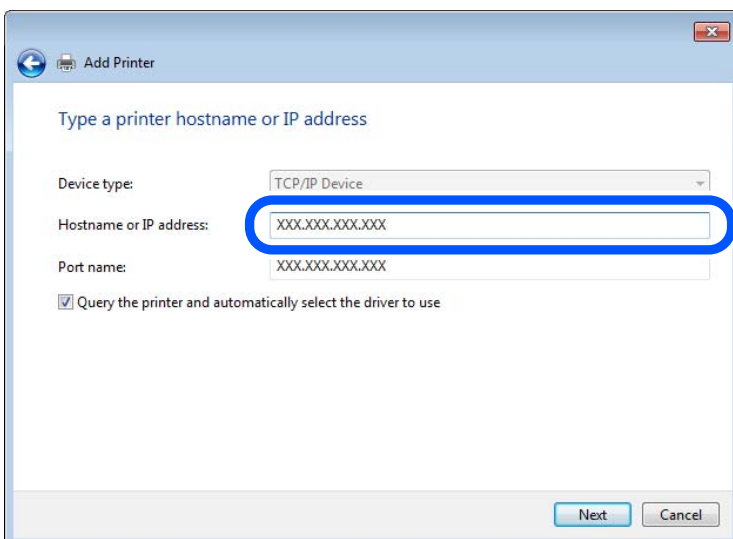 Add Printer
Type a printer hostname or IP address
Device type: TCP/IP Device
Hostname or IP address: XXX.XXX.XXX.XXX
Port name: XXX.XXX.XXX.XXX
Query the printer and automatically select the driver to use
Next Cancel